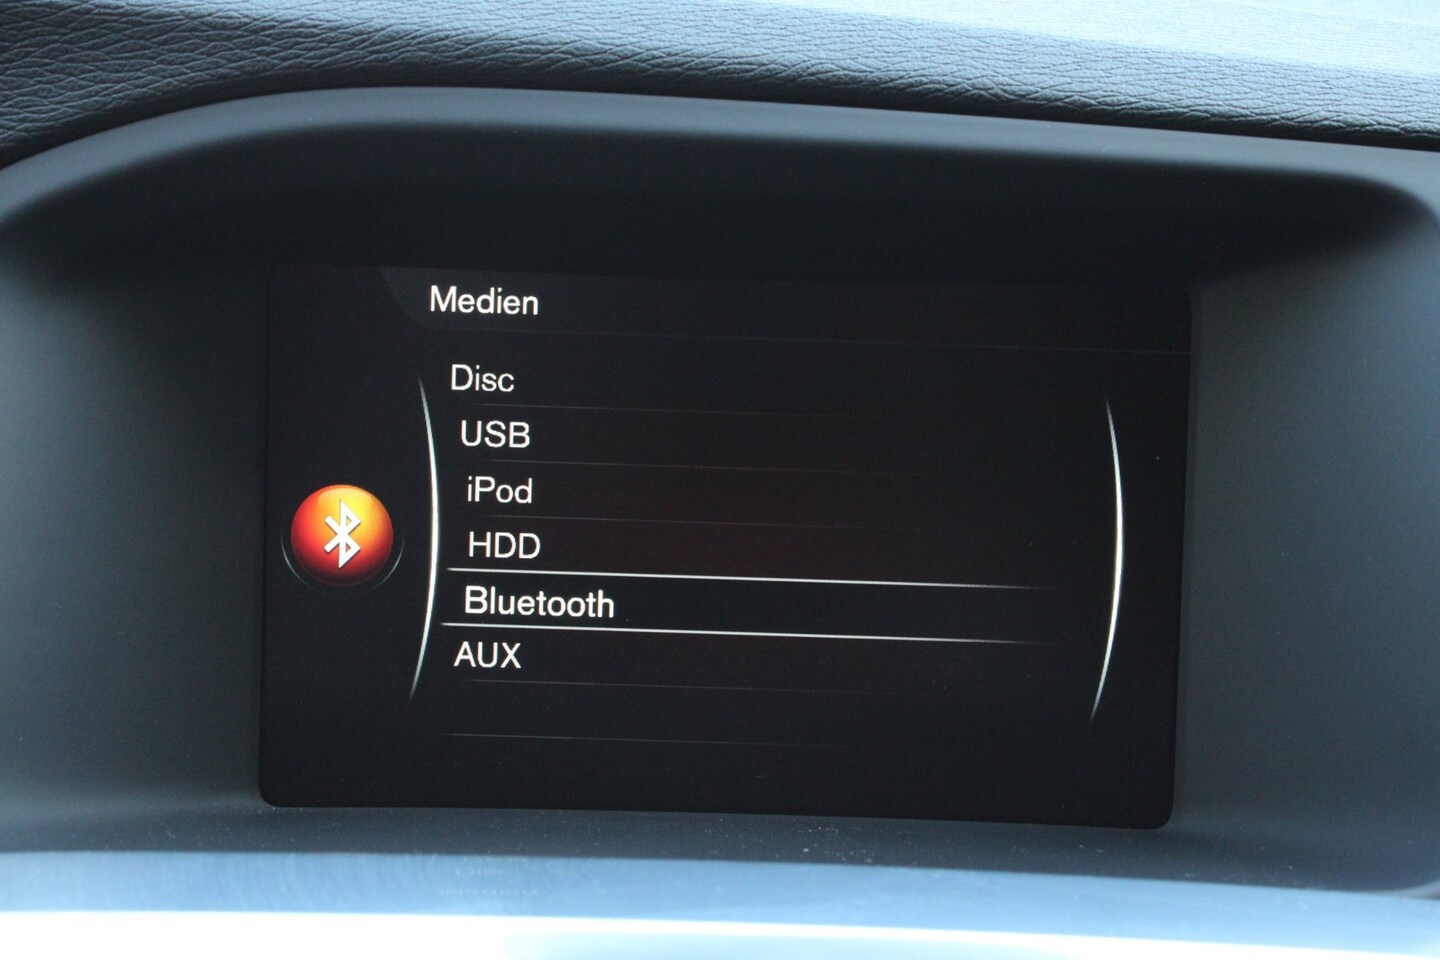 Medien
Disc
USB
iPod
HDD
Bluetooth
AUX